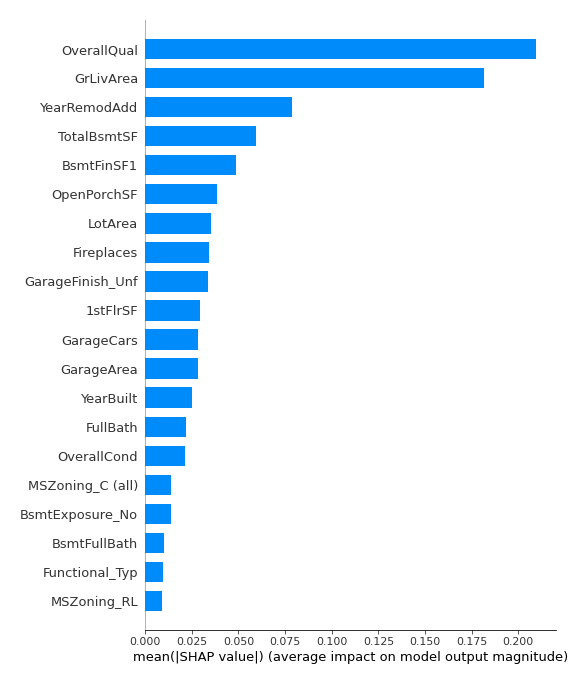 OverallQual
GrLivArea
YearRemodAdd
TotalBsmtSF
BsmtFinSF1
OpenPorchSF
LotArea
Fireplaces
GarageFinish_Unf
1stFlrSF
GarageCars
GarageArea
YearBuilt
FullBath
OverallCond
MSZoning_C (all)
BsmtExposure_No
BsmtFullBath
Functional_Typ
MSZoning_RL
0.000 0.025 0.050 0.075 0.100 0.125 0.150 0.175 0.200
mean(|SHAP value|) (average impact on model output magnitude)